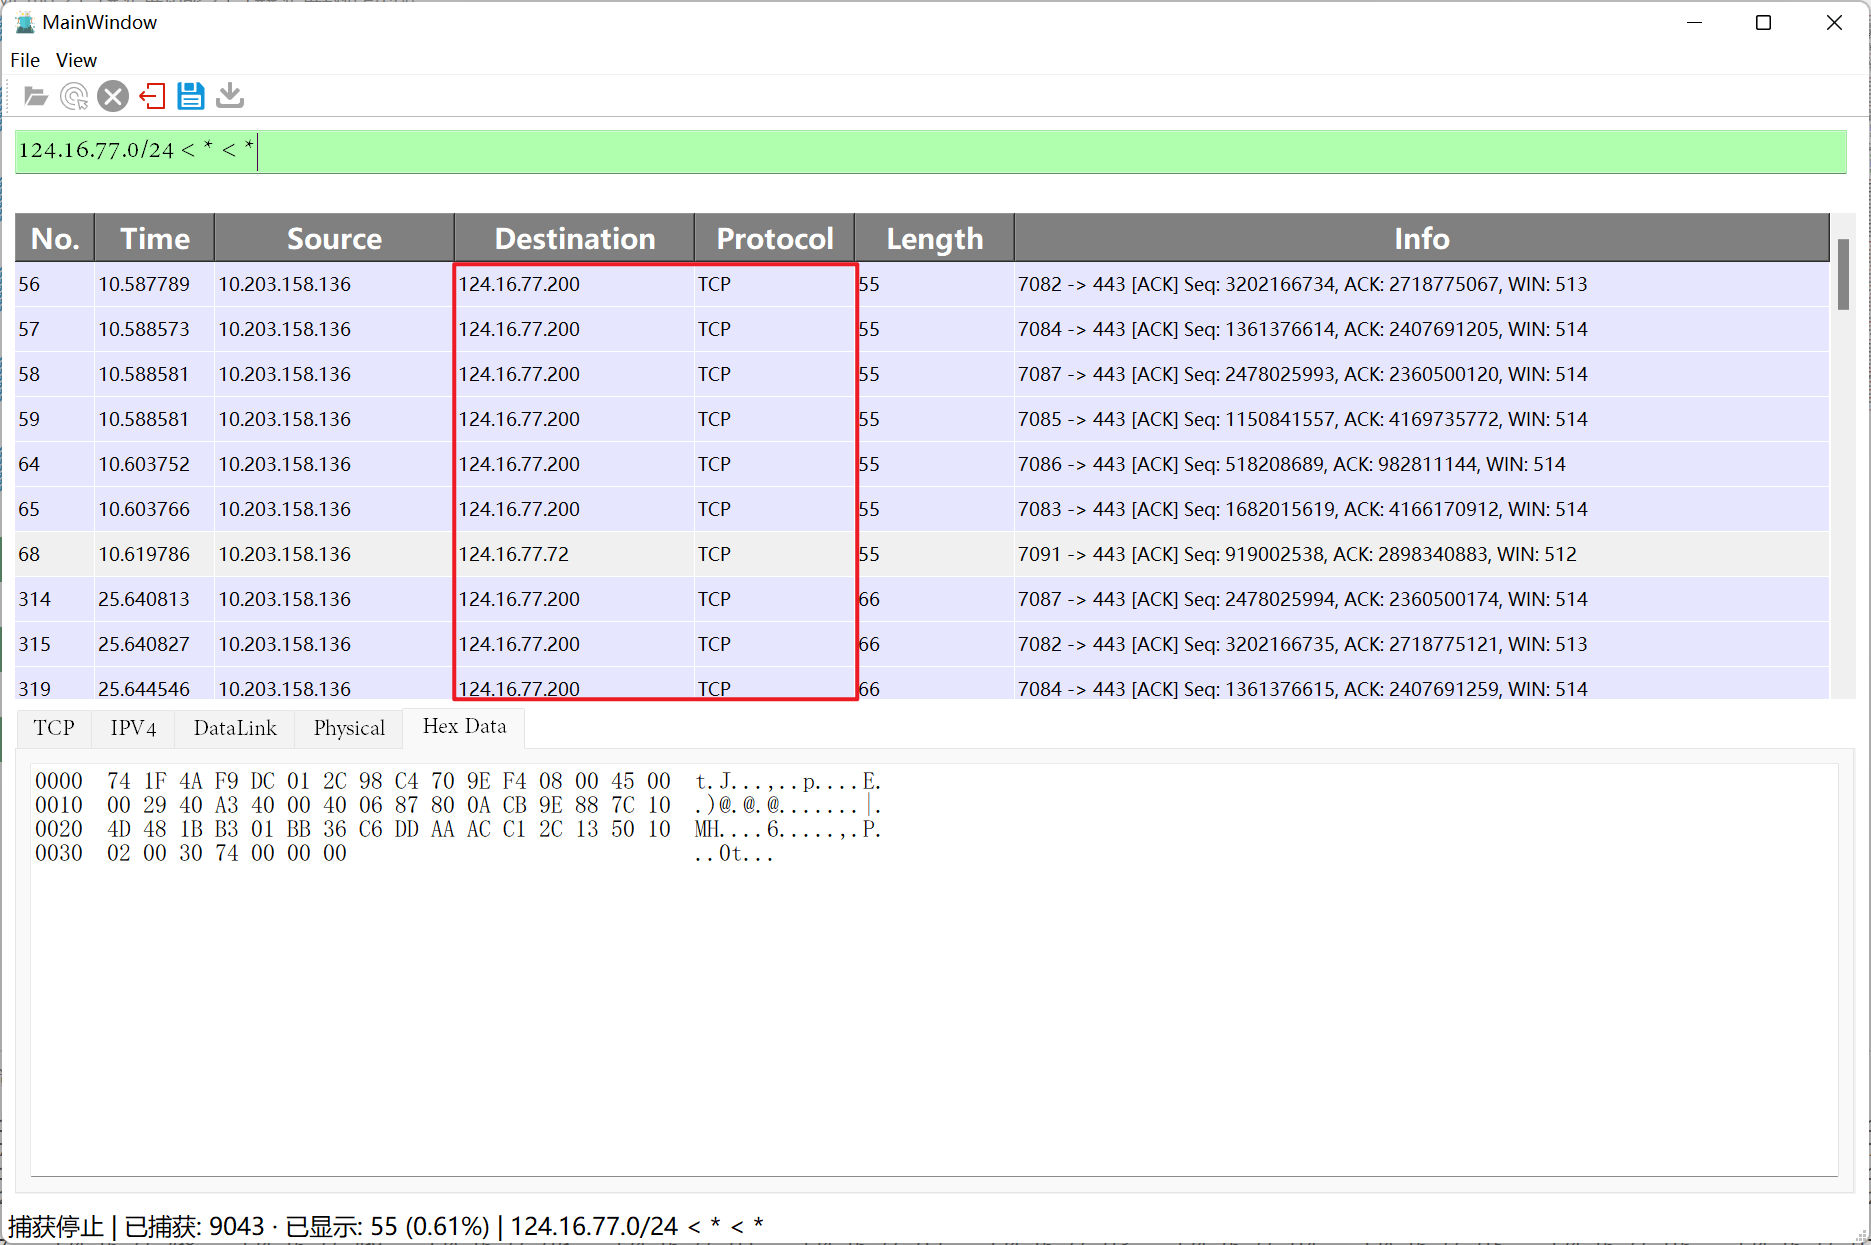 MainWindow
File View
124.16.77.0/24 < * < *
No. Time Source Destination Protocol Length Info
56 10.587789 10.203.158.136 124.16.77.200 TCP 55 7082 -> 443 [ACK] Seq: 3202166734, ACK: 2718775067, WIN: 513
57 10.588573 10.203.158.136 124.16.77.200 TCP 55 7084 -> 443 [ACK] Seq: 1361376614, ACK: 2407691205, WIN: 514
58 10.588581 10.203.158.136 124.16.77.200 TCP 55 7087 -> 443 [ACK] Seq: 2478025993, ACK: 2360500120, WIN: 514
59 10.588581 10.203.158.136 124.16.77.200 TCP 55 7085 -> 443 [ACK] Seq: 1150841557, ACK: 4169735772, WIN: 514
64 10.603752 10.203.158.136 124.16.77.200 TCP 55 7086 -> 443 [ACK] Seq: 518208689, ACK: 982811144, WIN: 514
65 10.603766 10.203.158.136 124.16.77.200 TCP 55 7083 -> 443 [ACK] Seq: 1682015619, ACK: 4166170912, WIN: 514
68 10.619786 10.203.158.136 124.16.77.72 TCP 55 7091 -> 443 [ACK] Seq: 919002538, ACK: 2898340883, WIN: 512
314 25.640813 10.203.158.136 124.16.77.200 TCP 66 7087 -> 443 [ACK] Seq: 2478025994, ACK: 2360500174, WIN: 514
315 25.640827 10.203.158.136 124.16.77.200 TCP 66 7082 -> 443 [ACK] Seq: 3202166735, ACK: 2718775121, WIN: 513
319 25.644546 10.203.158.136 124.16.77.200 TCP 66 7084 -> 443 [ACK] Seq: 1361376615, ACK: 2407691259, WIN: 514
TCP IPV4 DataLink Physical Hex Data
0000 74 1F 4A F9 DC 01 2C 98 C4 70 9E F4 08 00 45 00 t.J...,..p....E.
0010 00 29 40 A3 40 00 40 06 87 80 0A CB 9E 88 7C 10 .)@.@.@.......|.
0020 4D 48 1B B3 01 BB 36 C6 DD AA AC C1 2C 13 50 10 MH....6.....,.P.
0030 02 00 30 74 00 00 00 ..0t...
捕获停止 | 已捕获: 9043 · 已显示: 55 (0.61%) | 124.16.77.0/24 < * < *